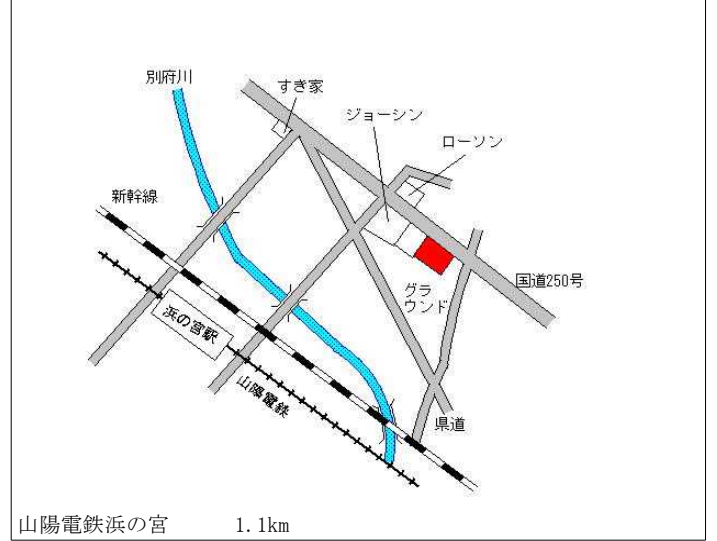 別府川
すき家
ジョーシン
ローソン
新幹線
国道250号
グラ
ウンド
浜の宮駅
山陽電鉄
県道
山陽電鉄浜の宮 1.1km